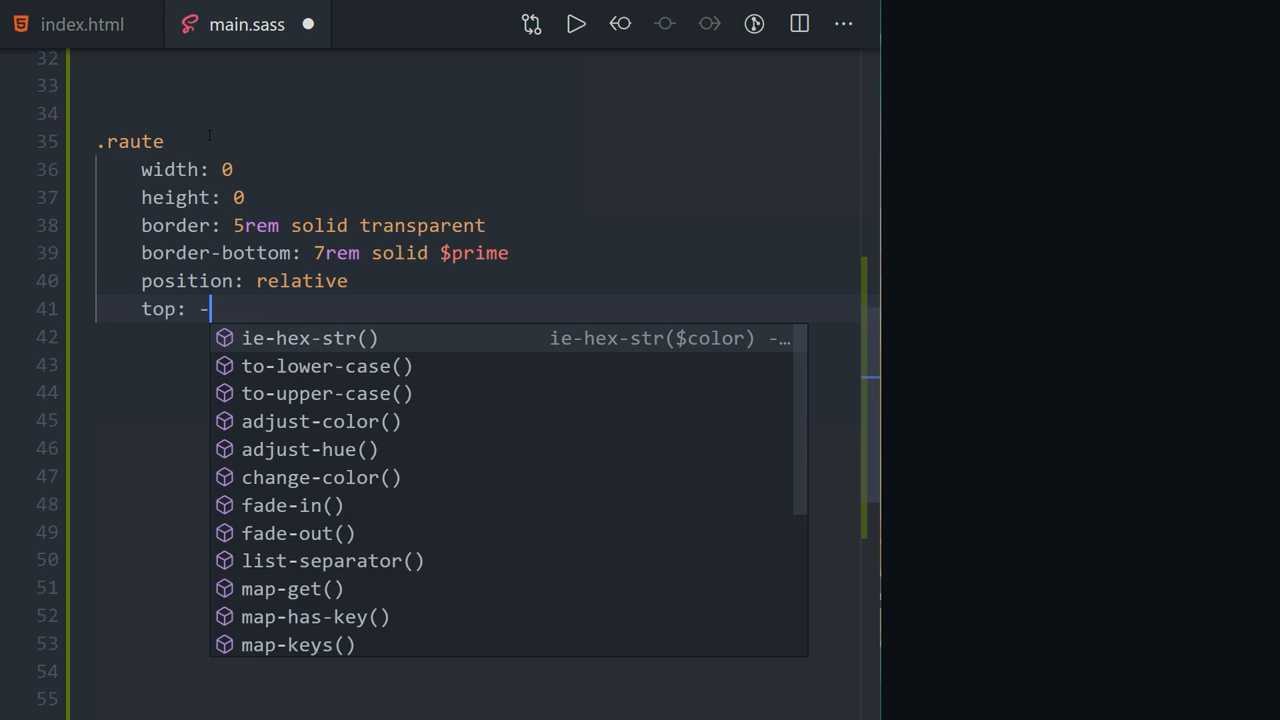 index.html
main.sass
32
33
34
35 .raute
36 width: 0
37 height: 0
38 border: 5rem solid transparent
39 border-bottom: 7rem solid $prime
40 position: relative
41 top: -
42 ie-hex-str() ie-hex-str($color) -…
43 to-lower-case()
44 to-upper-case()
45 adjust-color()
46 adjust-hue()
47 change-color()
48 fade-in()
49 fade-out()
50 list-separator()
51 map-get()
52 map-has-key()
53 map-keys()
54
55